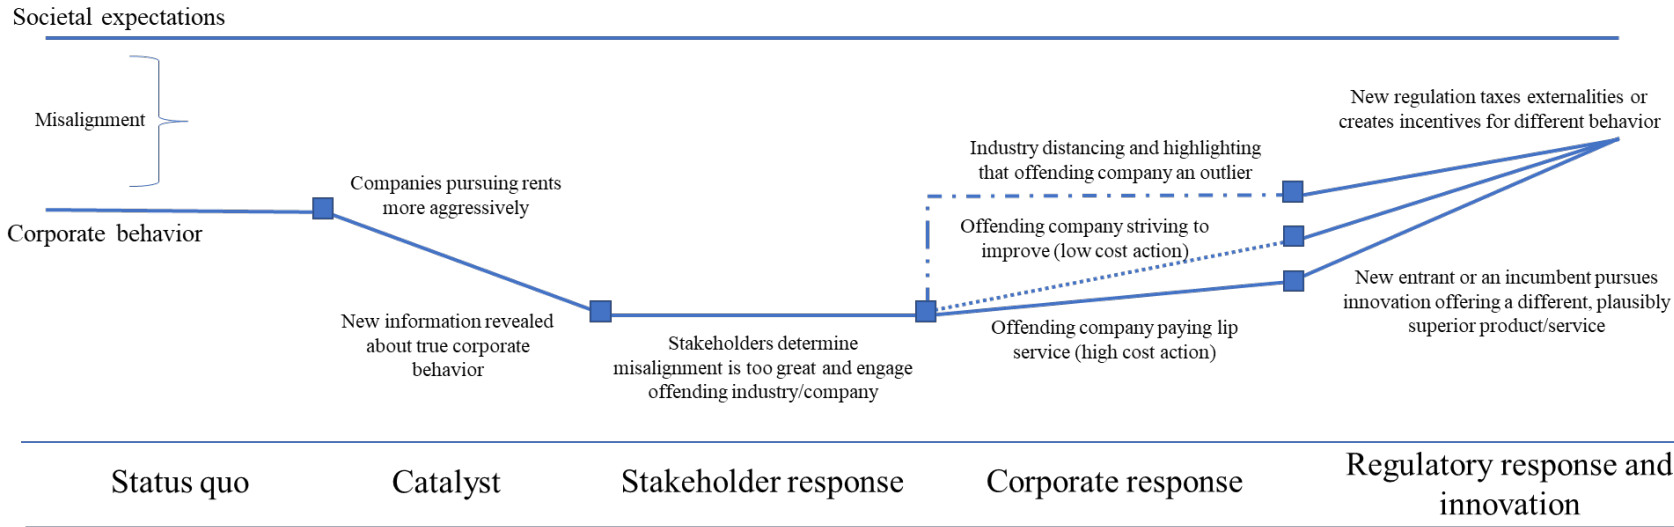 Societal expectations
Misalignment
Corporate behavior
Companies pursuing rents
more aggressively
New information revealed
about true corporate
behavior
Stakeholders determine
misalignment is too great and engage
offending industry/company
Industry distancing and highlighting
that offending company an outlier
Offending company striving to
improve (low cost action)
Offending company paying lip
service (high cost action)
New regulation taxes externalities or
creates incentives for different behavior
New entrant or an incumbent pursues
innovation offering a different, plausibly
superior product/service
Status quo
Catalyst
Stakeholder response
Corporate response
Regulatory response and
innovation